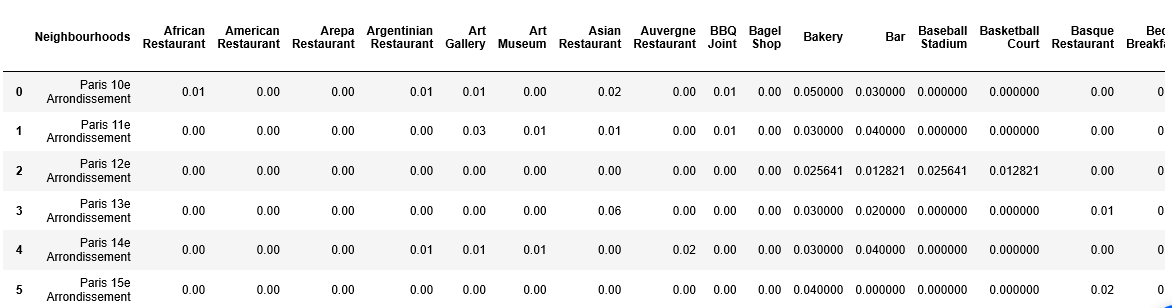 Neighbourhoods African Restaurant American Restaurant Arepa Restaurant Argentinian Restaurant Art Gallery Art Museum Asian Restaurant Auvergne Restaurant BBQ Joint Bagel Shop Bakery Bar Baseball Stadium Basketball Court Basque Restaurant
0 Paris 10e Arrondissement 0.01 0.00 0.00 0.01 0.01 0.00 0.02 0.00 0.01 0.00 0.050000 0.030000 0.000000 0.000000 0.00
1 Paris 11e Arrondissement 0.00 0.00 0.00 0.00 0.03 0.01 0.01 0.00 0.01 0.00 0.030000 0.040000 0.000000 0.000000 0.00
2 Paris 12e Arrondissement 0.00 0.00 0.00 0.00 0.00 0.00 0.00 0.00 0.00 0.00 0.025641 0.012821 0.025641 0.012821 0.00
3 Paris 13e Arrondissement 0.00 0.00 0.00 0.00 0.00 0.00 0.06 0.00 0.00 0.00 0.030000 0.020000 0.000000 0.000000 0.01
4 Paris 14e Arrondissement 0.00 0.00 0.00 0.01 0.01 0.01 0.00 0.02 0.00 0.00 0.030000 0.040000 0.000000 0.000000 0.00
5 Paris 15e Arrondissement 0.00 0.00 0.00 0.00 0.00 0.00 0.00 0.00 0.00 0.00 0.040000 0.000000 0.000000 0.000000 0.02